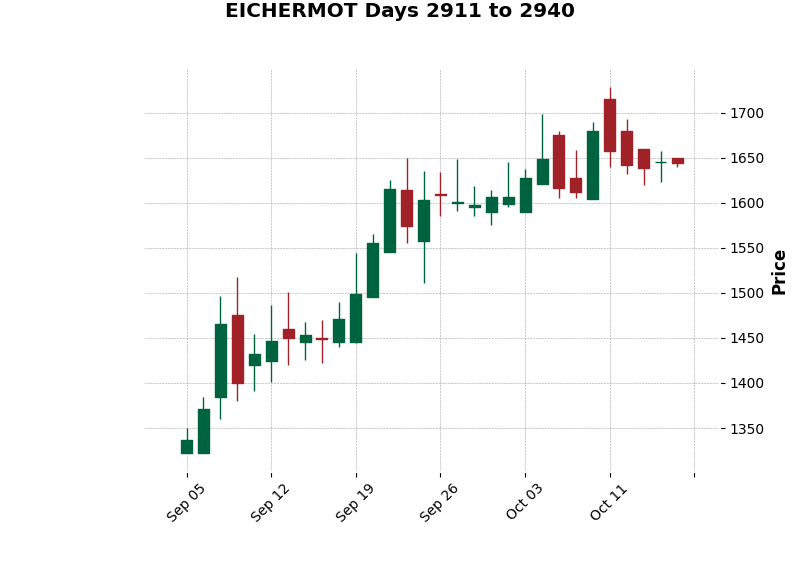 EICHERMOT Days 2911 to 2940
1700
1650
1600
1550
1500
1450
1400
1350
Price
Sep 05
Sep 12
Sep 19
Sep 26
Oct 03
Oct 11